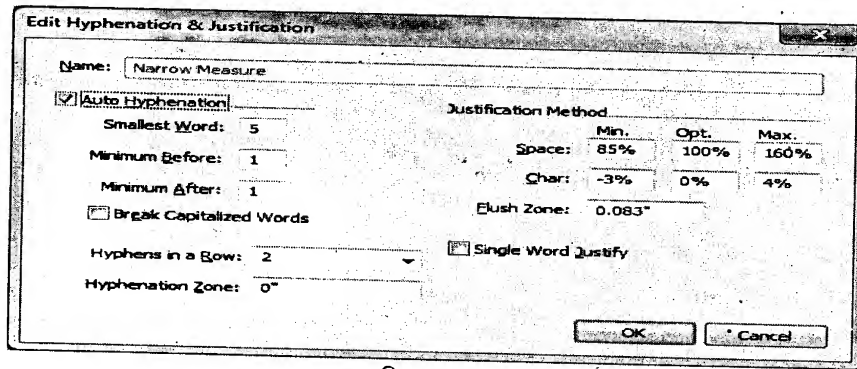 Edit Hyphenation & Justification
Name: Narrow Measure
Auto Hyphenation
Smallest Word: 5
Minimum Before: 1
Minimum After: 1
Break Capitalized Words
Hyphens in a Row: 2
Hyphenation Zone: 0"
Justification Method
Min. Opt. Max.
Space: 85% 100% 160%
Char: -3% 0% 4%
Flush Zone: 0.083"
Single Word Justify
OK Cancel